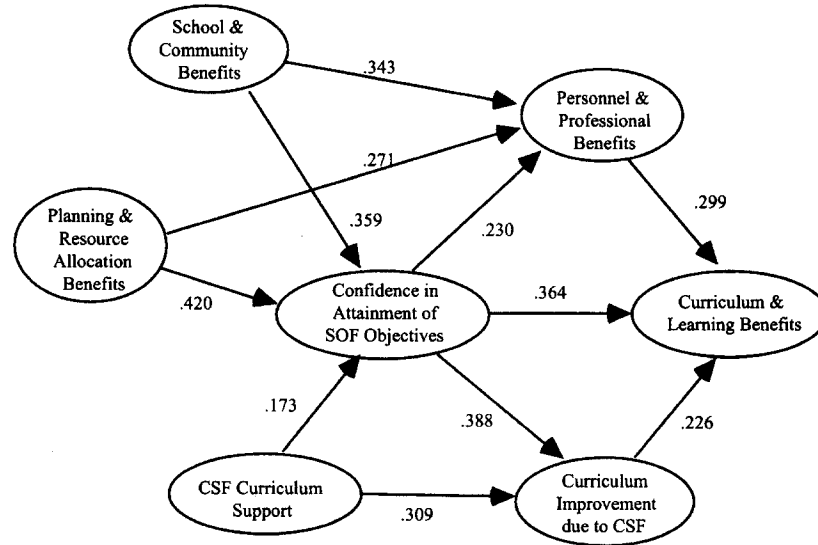 School &
Community
Benefits
.343
Personnel &
Professional
Benefits
.271
Planning &
Resource
Allocation
Benefits
.359
.230
.299
.420
Confidence in
Attainment of
SOF Objectives
.364
Curriculum &
Learning Benefits
.173
.388
.226
CSF Curriculum
Support
.309
Curriculum
Improvement
due to CSF